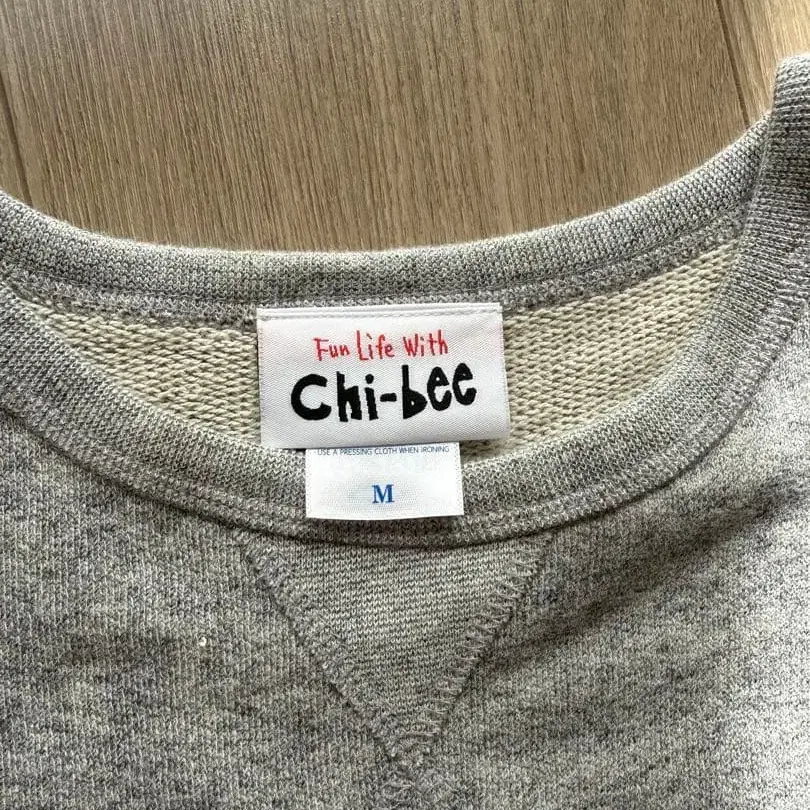 Fun Life With
Chi-bee
USE A PRESSING CLOTH WHEN IRONING
M